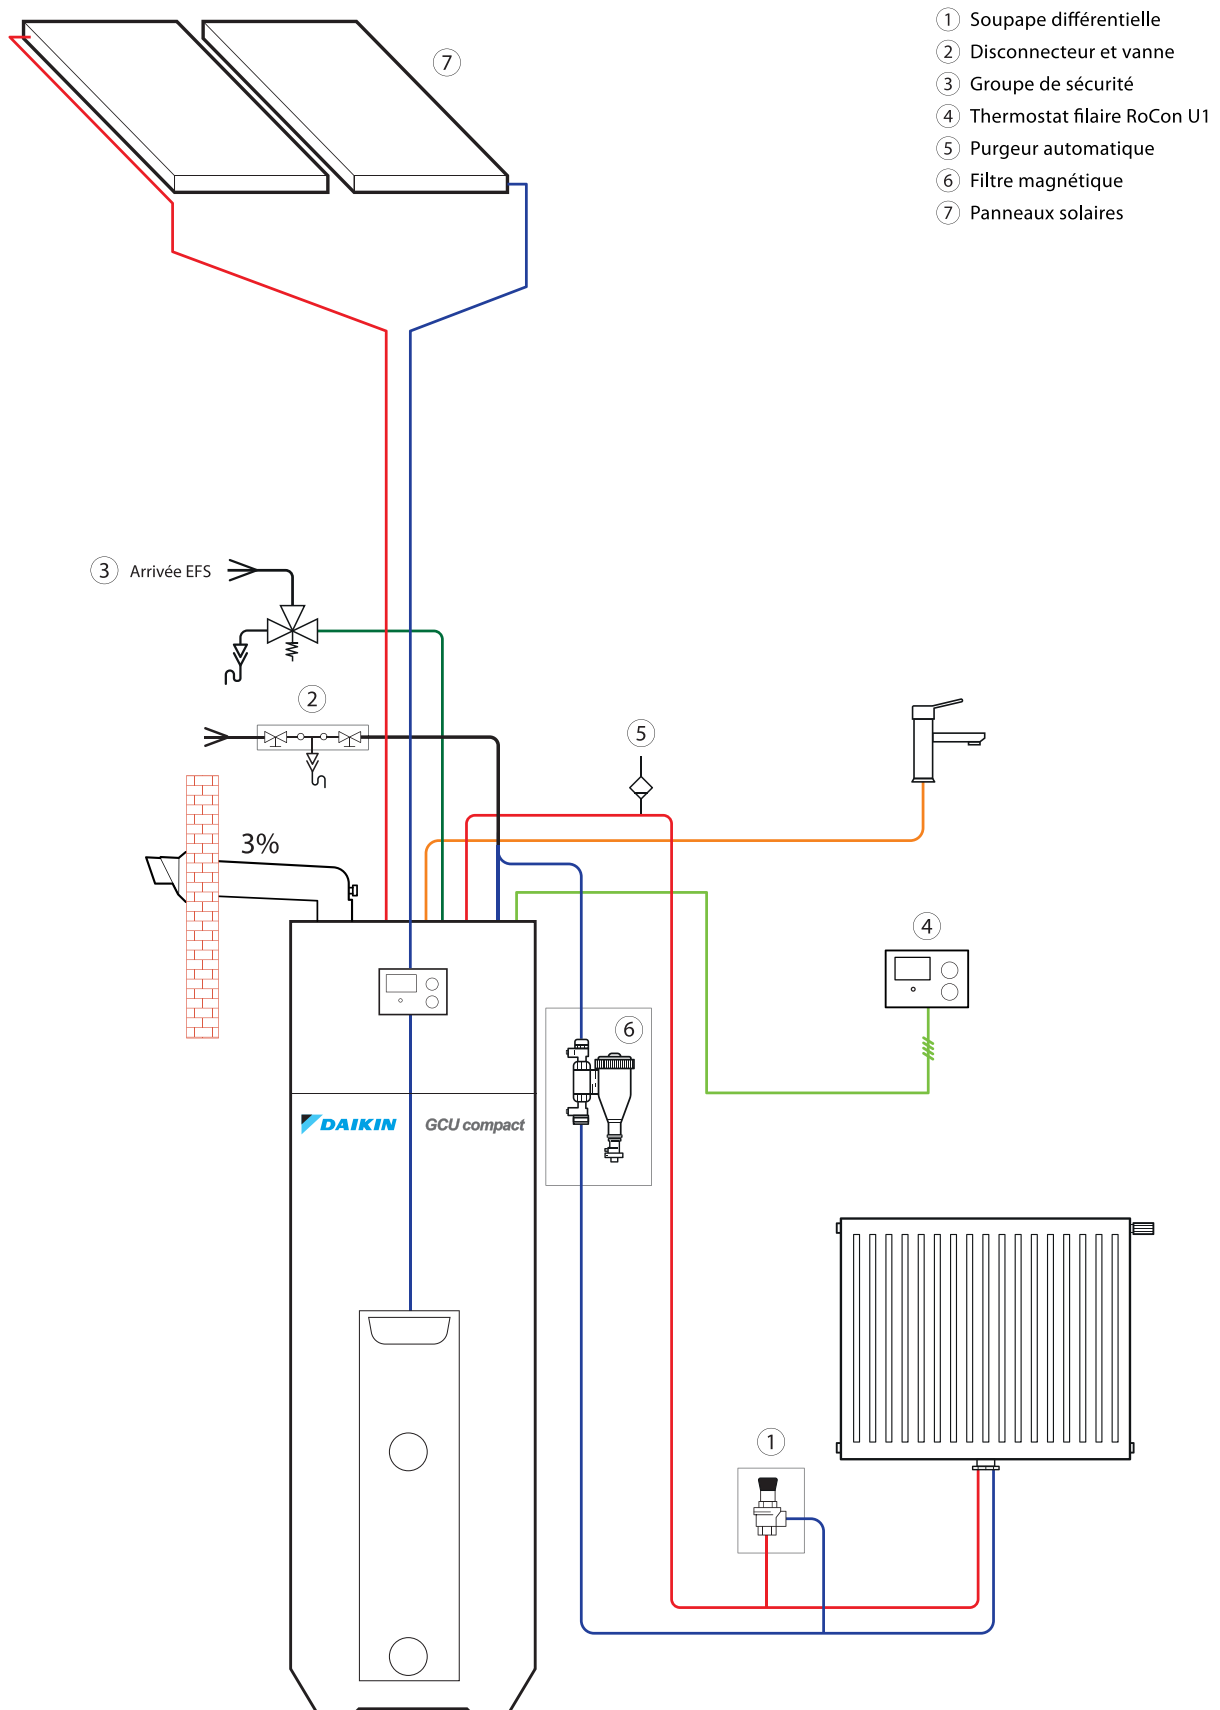 1 Soupape différentielle
2 Disconnecteur et vanne
3 Groupe de sécurité
4 Thermostat filaire RoCon U1
5 Purgeur automatique
6 Filtre magnétique
7 Panneaux solaires
7
3 Arrivée EFS
2
5
3%
4
6
DAIKIN GCU compact
1